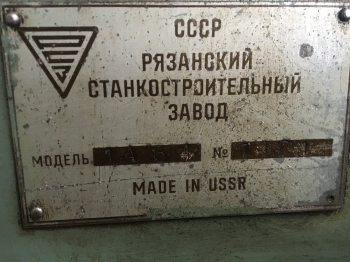 СССР
РЯЗАНСКИЙ
СТАНКОСТРОИТЕЛЬНЫЙ
ЗАВОД
МОДЕЛЬ №
MADE IN USSR